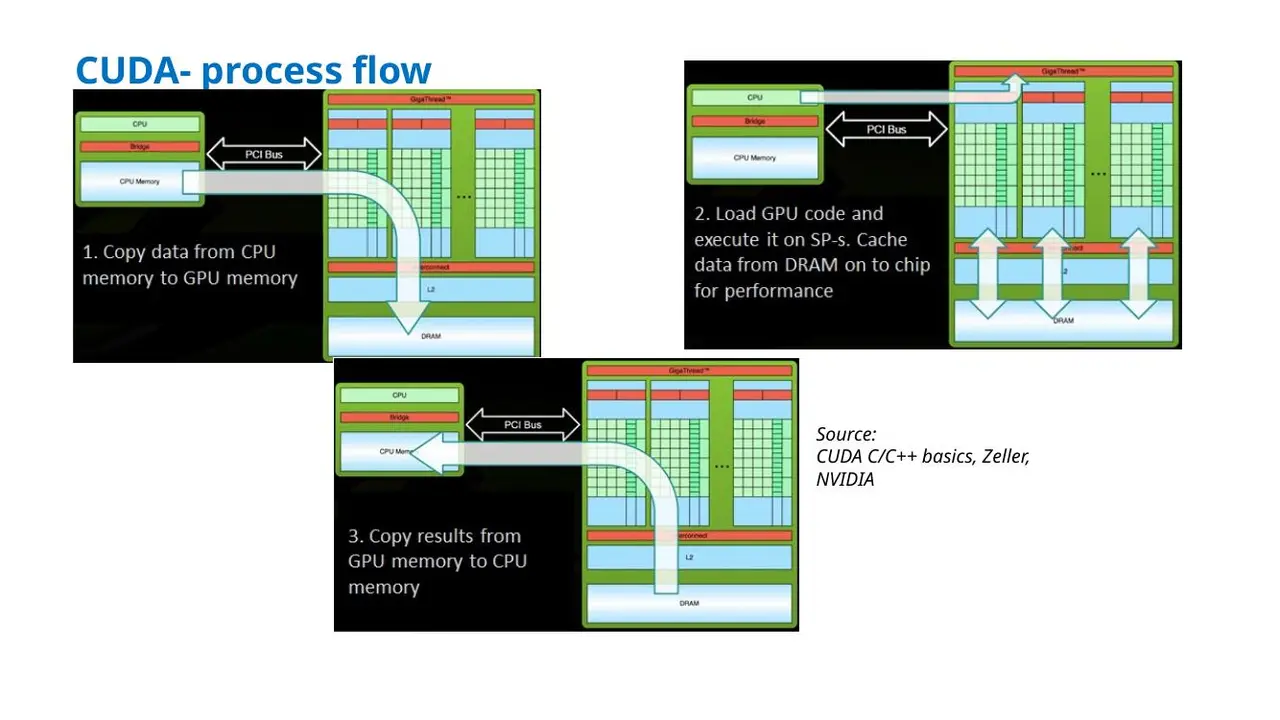 CUDA- process flow
GigaThread™
CPU
Bridge
PCI Bus
CPU Memory
1. Copy data from CPU
memory to GPU memory
...
L2
DRAM
GigaThread™
CPU
Bridge
PCI Bus
CPU Memory
...
2. Load GPU code and
execute it on SP-s. Cache
data from DRAM on to chip
for performance
DRAM
GigaThread™
CPU
Bridge
PCI Bus
...
3. Copy results from
GPU memory to CPU
memory
L2
DRAM
Source:
CUDA C/C++ basics, Zeller,
NVIDIA